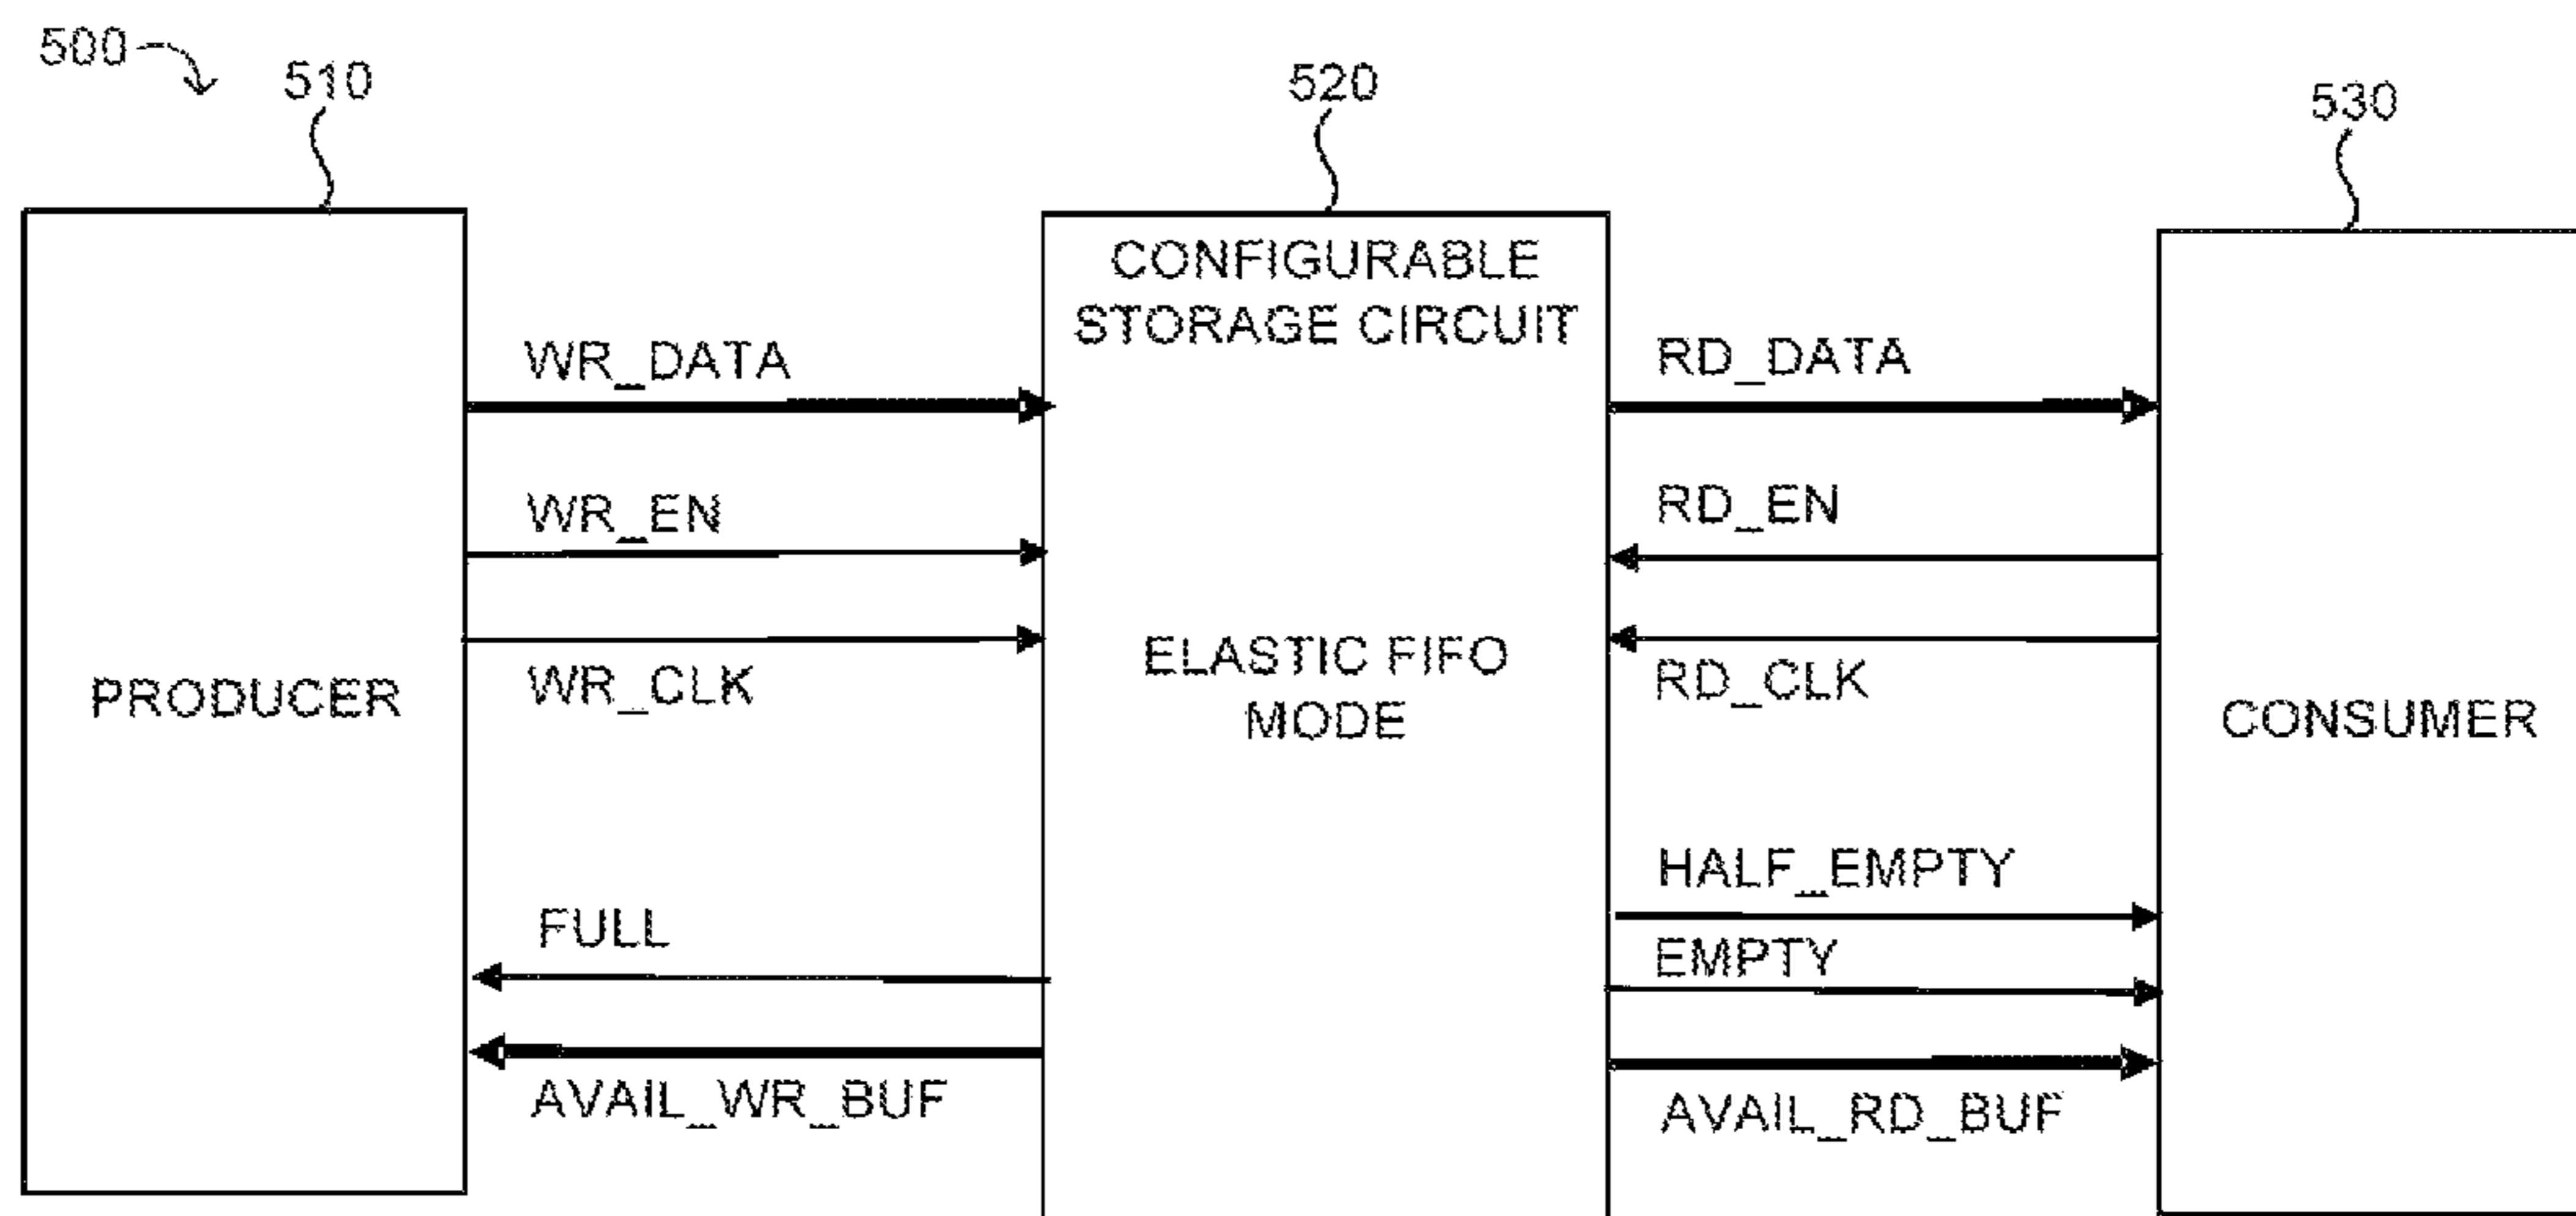 500
510
520
530
CONFIGURABLE
STORAGE CIRCUIT
WR_DATA
RD_DATA
WR_EN
RD_EN
ELASTIC FIFO
MODE
PRODUCER
WR_CLK
RD_CLK
CONSUMER
HALF_EMPTY
FULL
EMPTY
AVAIL_WR_BUF
AVAIL_RD_BUF